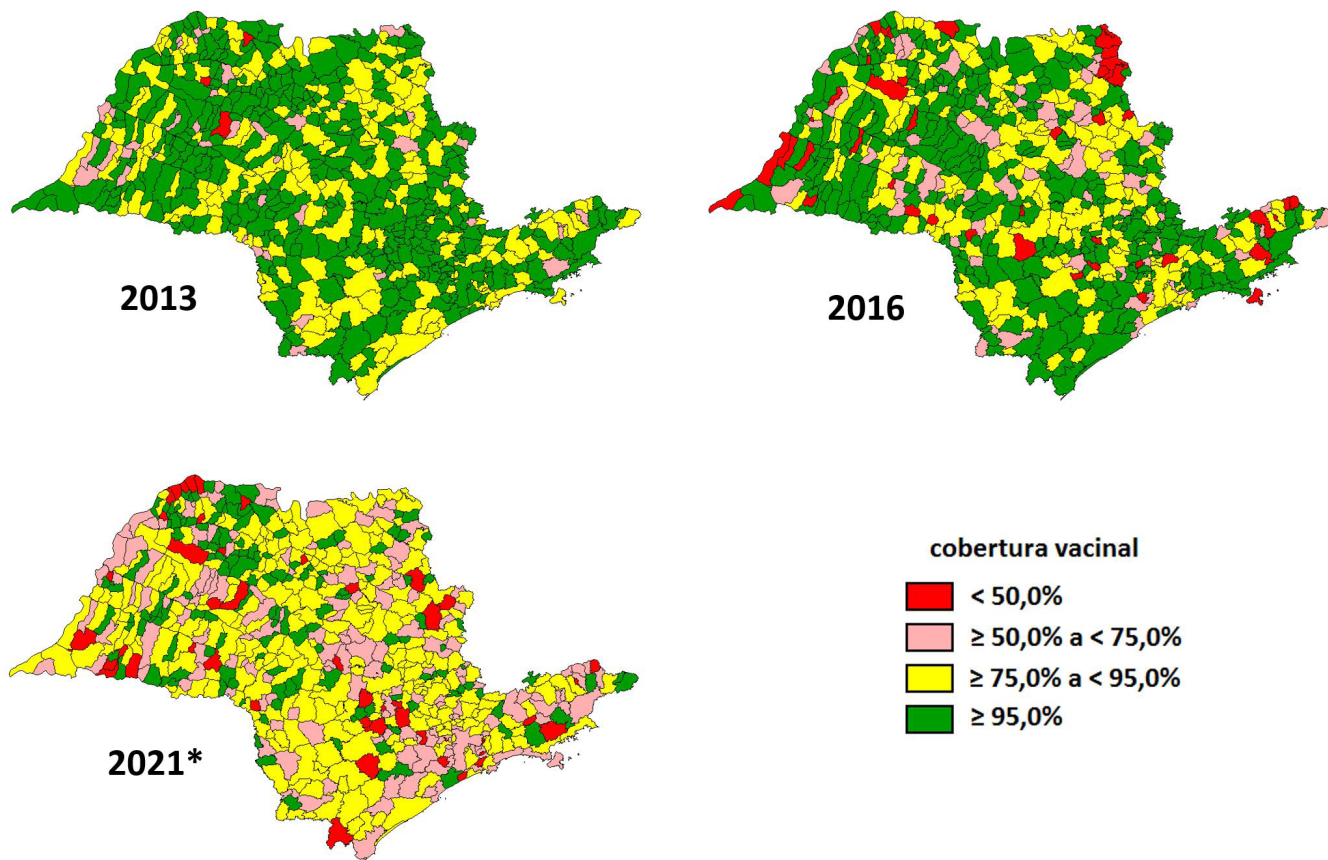 2013
2016
2021*
cobertura vacinal
< 50,0%
≥ 50,0% a < 75,0%
≥ 75,0% a < 95,0%
≥ 95,0%